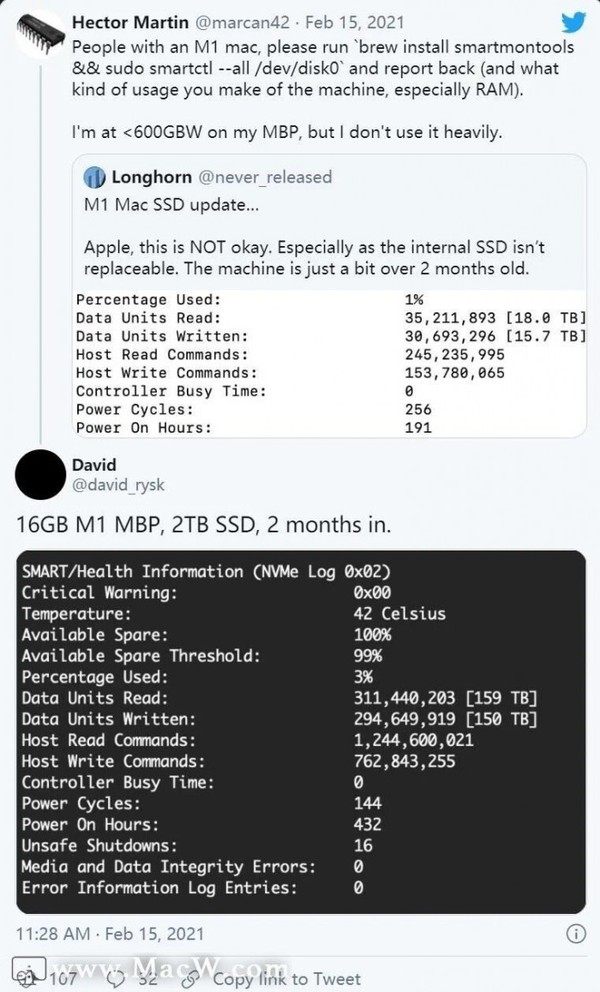 Hector Martin @marcan42 · Feb 15, 2021
People with an M1 mac, please run `brew install smartmontools
&& sudo smartctl --all /dev/disk0` and report back (and what
kind of usage you make of the machine, especially RAM).
I'm at <600GBW on my MBP, but I don't use it heavily.
Longhorn @never_released
M1 Mac SSD update...
Apple, this is NOT okay. Especially as the internal SSD isn't
replaceable. The machine is just a bit over 2 months old.
Percentage Used: 1%
Data Units Read: 35,211,893 [18.0 TB]
Data Units Written: 30,693,296 [15.7 TB]
Host Read Commands: 245,235,995
Host Write Commands: 153,780,065
Controller Busy Time: 0
Power Cycles: 256
Power On Hours: 191
David
@david_rysk
16GB M1 MBP, 2TB SSD, 2 months in.
SMART/Health Information (NVMe Log 0x02)
Critical Warning: 0x00
Temperature: 42 Celsius
Available Spare: 100%
Available Spare Threshold: 99%
Percentage Used: 3%
Data Units Read: 311,440,203 [159 TB]
Data Units Written: 294,649,919 [150 TB]
Host Read Commands: 1,244,600,021
Host Write Commands: 762,843,255
Controller Busy Time: 0
Power Cycles: 144
Power On Hours: 432
Unsafe Shutdowns: 16
Media and Data Integrity Errors: 0
Error Information Log Entries: 0
11:28 AM · Feb 15, 2021
107 32 Copy link to Tweet
www.MacW.com